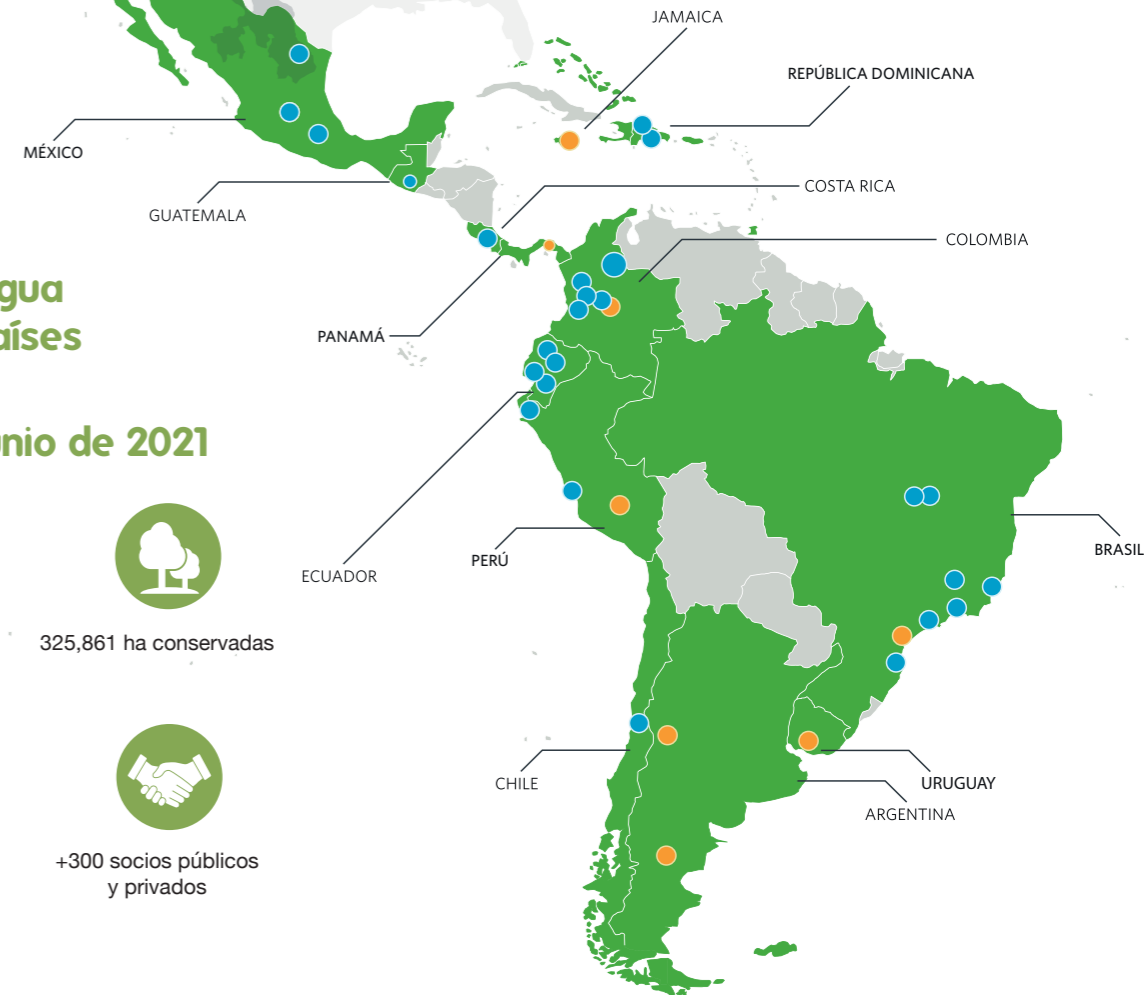 JAMAICA
REPÚBLICA DOMINICANA
MÉXICO
COSTA RICA
GUATEMALA
COLOMBIA
PANAMÁ
gua
aíses
unio de 2021
325,861 ha conservadas
+300 socios públicos
y privados
ECUADOR
PERÚ
BRASIL
CHILE
URUGUAY
ARGENTINA